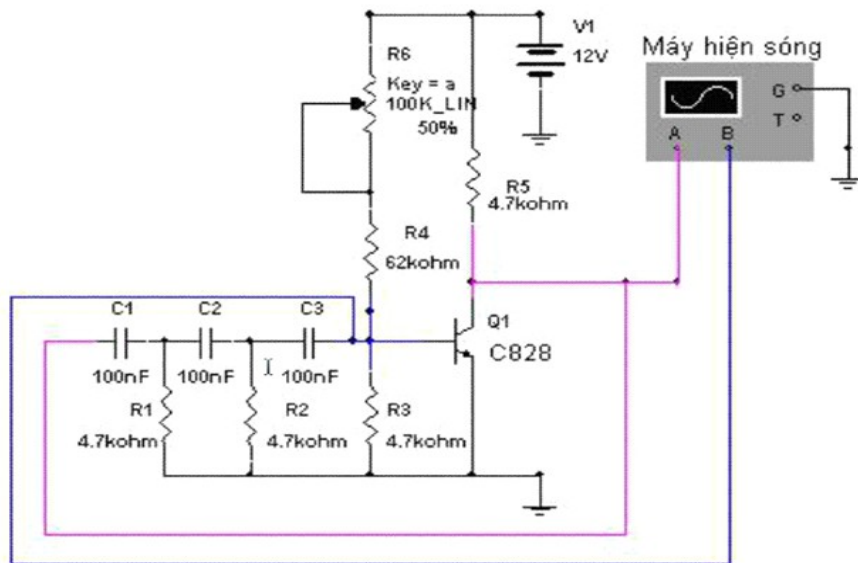 V1
12V
Máy hiện sóng
G
T
A
B
R6
Key = a
100K_LIN
50%
R5
4.7kohm
R4
62kohm
C1
C2
C3
100nF
100nF
100nF
Q1
C828
R1
4.7kohm
R2
4.7kohm
R3
4.7kohm